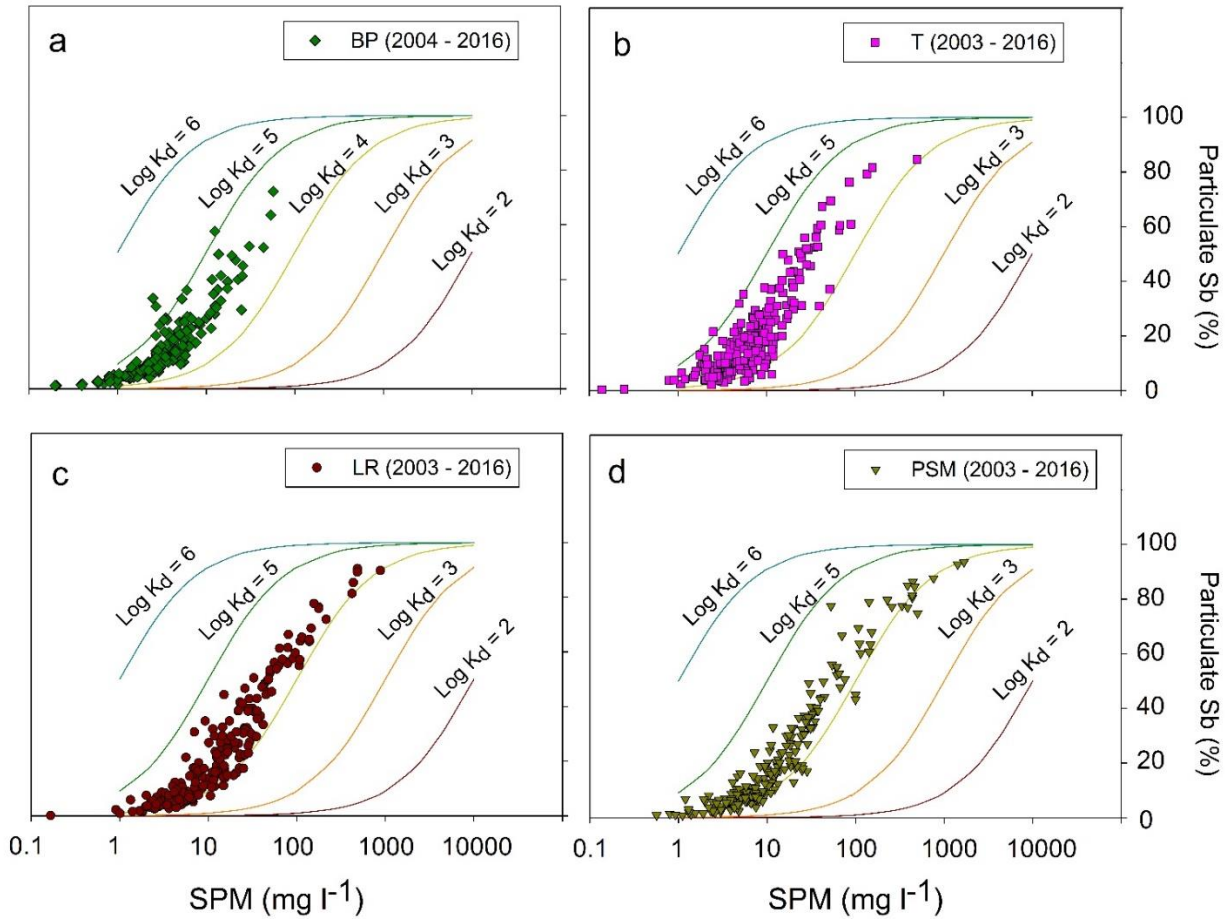 a
BP (2004 - 2016)
Log Kd = 6
Log Kd = 5
Log Kd = 4
Log Kd = 3
Log Kd = 2
b
T (2003 - 2016)
Log Kd = 6
Log Kd = 5
Log Kd = 3
Log Kd = 2
100
80
60
40
20
0
Particulate Sb (%)
c
LR (2003 - 2016)
Log Kd = 6
Log Kd = 5
Log Kd = 3
Log Kd = 2
0.1
1
10
100
1000
10000
SPM (mg l-1)
d
PSM (2003 - 2016)
Log Kd = 6
Log Kd = 5
Log Kd = 3
Log Kd = 2
100
80
60
40
20
0
Particulate Sb (%)
0.1
1
10
100
1000
10000
SPM (mg l-1)